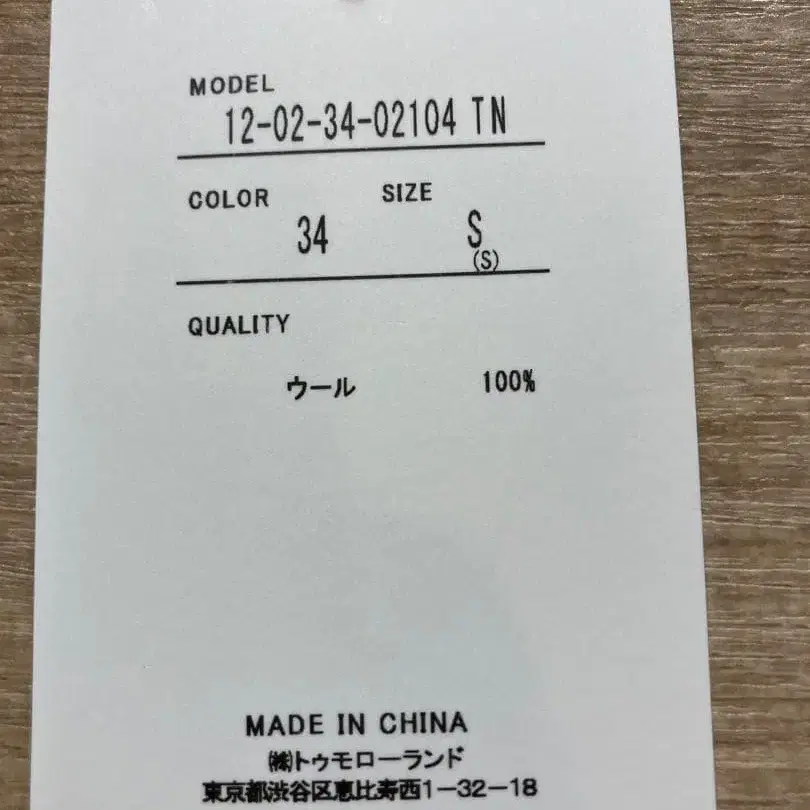 MODEL
12-02-34-02104 TN
COLOR SIZE
34 S
(S)
QUALITY
ウール 100%
MADE IN CHINA
㈱トゥモローランド
東京都渋谷区恵比寿西1-32-18